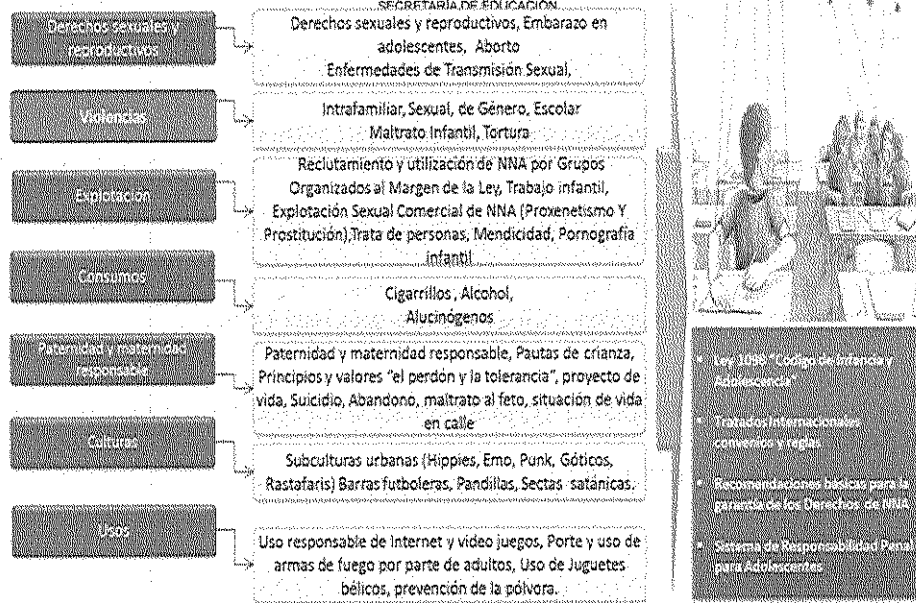 SECRETARÍA DE EDUCACIÓN
Derechos sexuales y
reproductivos
Derechos sexuales y reproductivos, Embarazo en
adolescentes, Aborto
Enfermedades de Transmisión Sexual,
Violencias
Intrafamiliar, Sexual, de Género, Escolar
Maltrato Infantil, Tortura
Explotación
Reclutamiento y utilización de NNA por Grupos
Organizados al Margen de la Ley, Trabajo infantil,
Explotación Sexual Comercial de NNA (Proxenetismo Y
Prostitución),Trata de personas, Mendicidad, Pornografía
infantil
Consumos
Cigarrillos, Alcohol,
Alucinógenos
Paternidad y maternidad
responsable
Paternidad y maternidad responsable, Pautas de crianza,
Principios y valores "el perdón y la tolerancia", proyecto de
vida, Suicidio, Abandono, maltrato al feto, situación de vida
en calle
Culturas
Subculturas urbanas (Hippies, Emo, Punk, Góticos,
Rastafaris) Barras futboleras, Pandillas, Sectas satánicas.
Usos
Uso responsable de Internet y video juegos, Porte y uso de
armas de fuego por parte de adultos, Uso de Juguetes
bélicos, prevención de la pólvora.
• Ley 1098 "Código de Infancia y
Adolescencia"
• Tratados Internacionales
convenios y reglas
• Recomendaciones básicas para la
garantía de los Derechos de NNA
• Sistema de Responsabilidad Penal
para Adolescentes